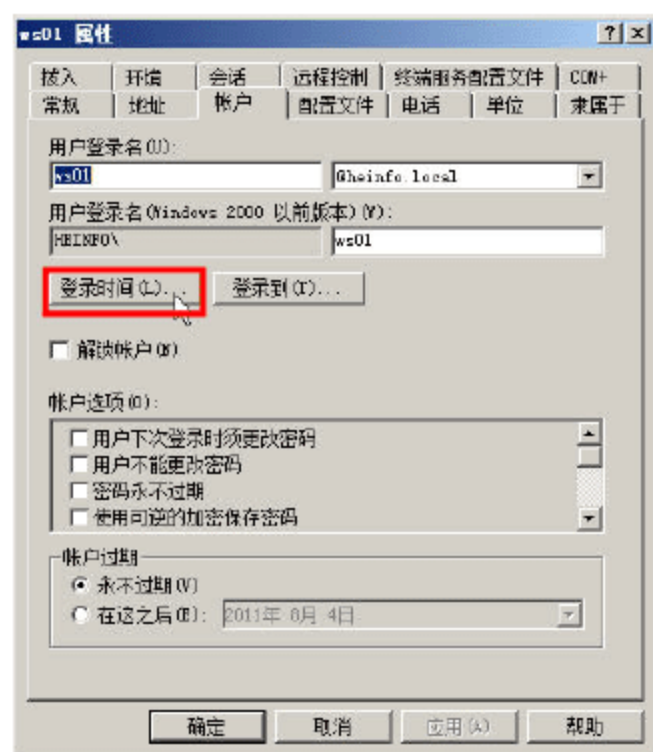 ws01 属性
拨入 环境 会话 远程控制 终端服务配置文件 COM+
常规 地址 帐户 配置文件 电话 单位 隶属于
用户登录名(U):
ws01 @heinfo.local
用户登录名(Windows 2000 以前版本)(W):
HEINFO\ ws01
登录时间(L)... 登录到(T)...
解锁帐户(N)
帐户选项(O):
用户下次登录时须更改密码
用户不能更改密码
密码永不过期
使用可逆的加密保存密码
帐户过期
永不过期(V)
在这之后(E): 2011年 8月 4日
确定 取消 应用(A) 帮助